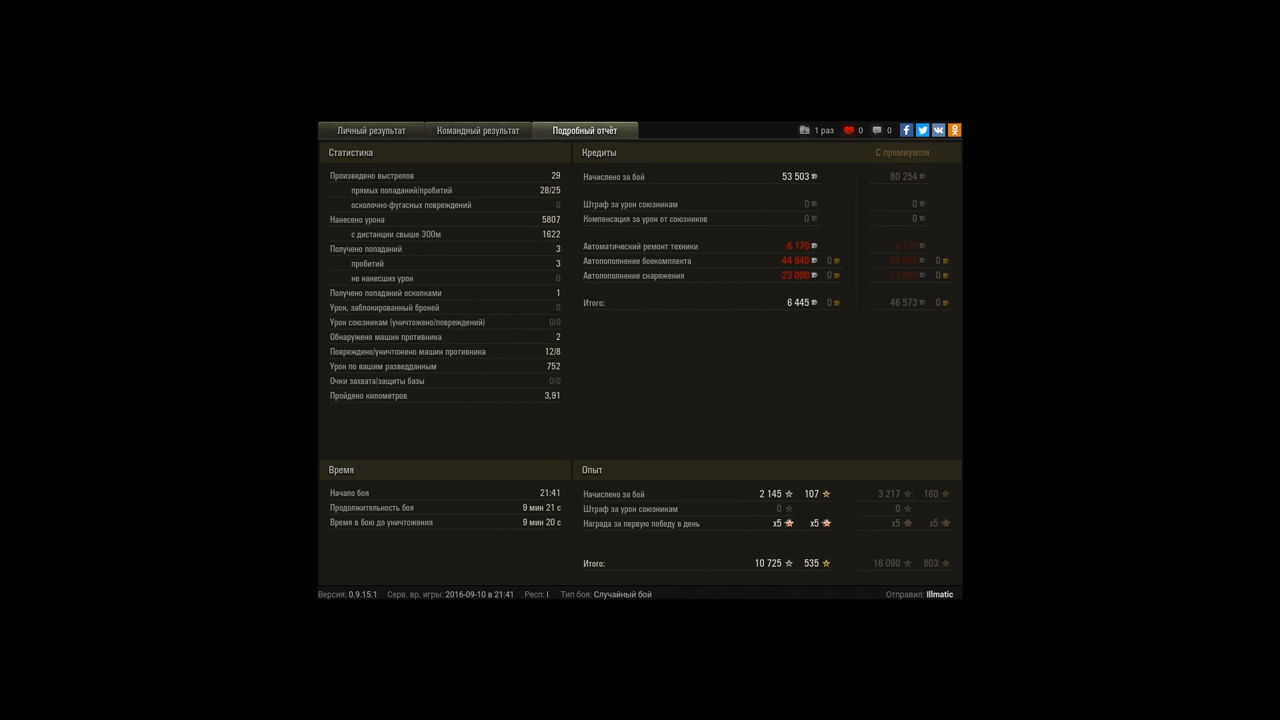 Личный результат Командный результат Подробный отчёт 1 раз 0 0
Статистика
Произведено выстрелов 29
прямых попаданий/пробитий 28/25
осколочно-фугасных повреждений 0
Нанесено урона 5807
с дистанции свыше 300м 1622
Получено попаданий 3
пробитий 3
не нанесших урон 0
Получено попаданий осколками 1
Урон, заблокированный броней 0
Урон союзникам (уничтожено/повреждений) 0/0
Обнаружено машин противника 2
Повреждено/уничтожено машин противника 12/8
Урон по вашим разведданным 752
Очки захвата/защиты базы 0/0
Пройдено километров 3,91
Кредиты С премиумом
Начислено за бой 53 503 80 254
Штраф за урон союзникам 0 0
Компенсация за урон от союзников 0 0
Автоматический ремонт техники -6 170
Автопополнение боекомплекта -44 640 0 0
Автопополнение снаряжения -23 000 0 0
Итого: 6 445 0 46 573 0
Время
Начало боя 21:41
Продолжительность боя 9 мин 21 с
Время в бою до уничтожения 9 мин 20 с
Опыт
Начислено за бой 2 145 107 3 217 160
Штраф за урон союзникам 0 0
Награда за первую победу в день x5 x5 x5 x5
Итого: 10 725 535 16 090 803
Версия: 0.9.15.1 Серв. вр. игры: 2016-09-10 в 21:41 Респ: I Тип боя: Случайный бой Отправил: Illmatic